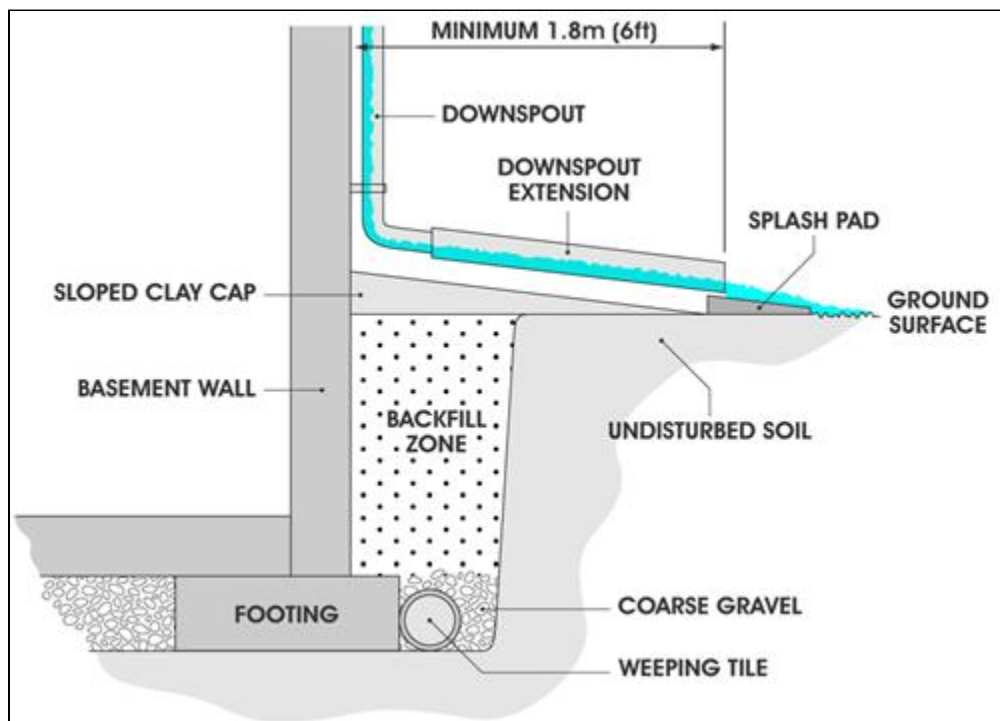 MINIMUM 1.8m (6ft)
DOWNSPOUT
DOWNSPOUT
EXTENSION
SPLASH PAD
SLOPED CLAY CAP
GROUND
SURFACE
BASEMENT WALL
BACKFILL
ZONE
UNDISTURBED SOIL
FOOTING
COARSE GRAVEL
WEEPING TILE